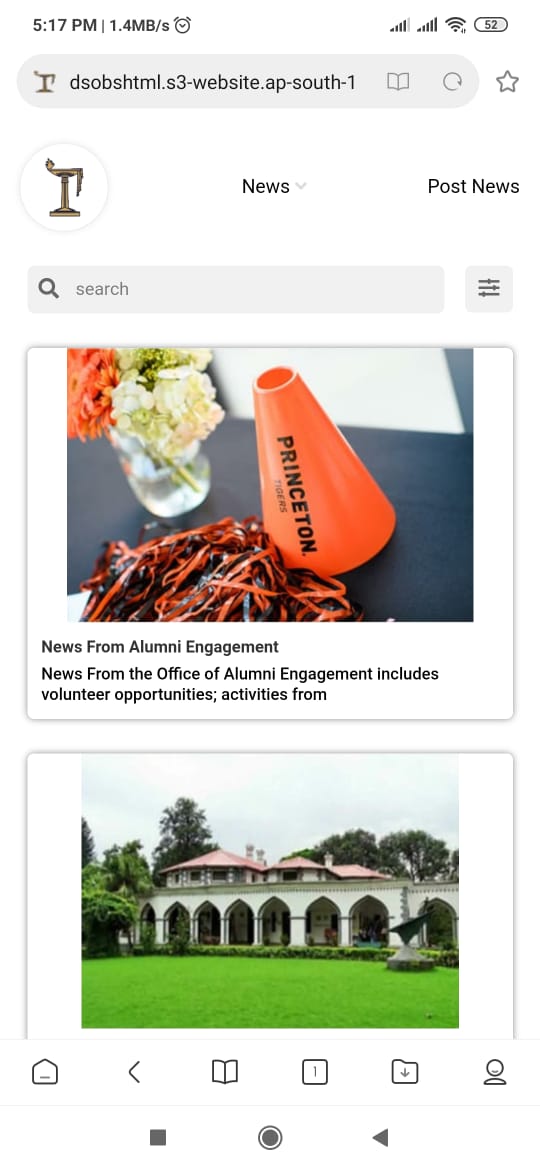 5:17 PM | 1.4MB/s
52
dsobshtml.s3-website.ap-south-1
News
Post News
search
PRINCETON.
TIGERS
News From Alumni Engagement
News From the Office of Alumni Engagement includes
volunteer opportunities; activities from
1